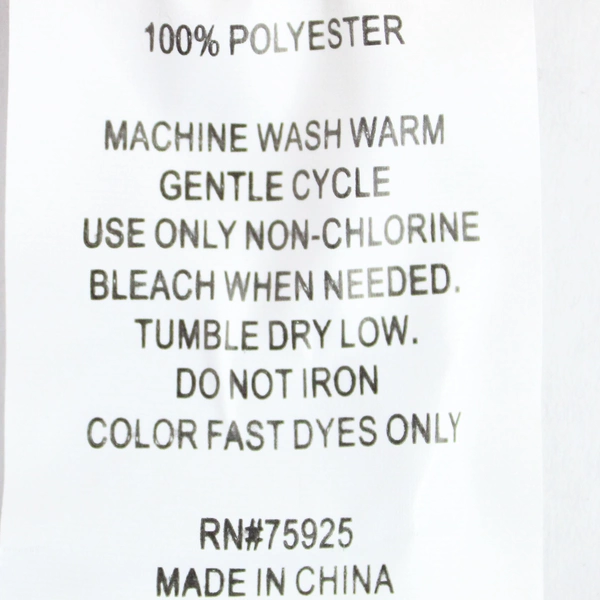 100% POLYESTER
MACHINE WASH WARM
GENTLE CYCLE
USE ONLY NON-CHLORINE
BLEACH WHEN NEEDED.
TUMBLE DRY LOW.
DO NOT IRON
COLOR FAST DYES ONLY
RN#75925
MADE IN CHINA